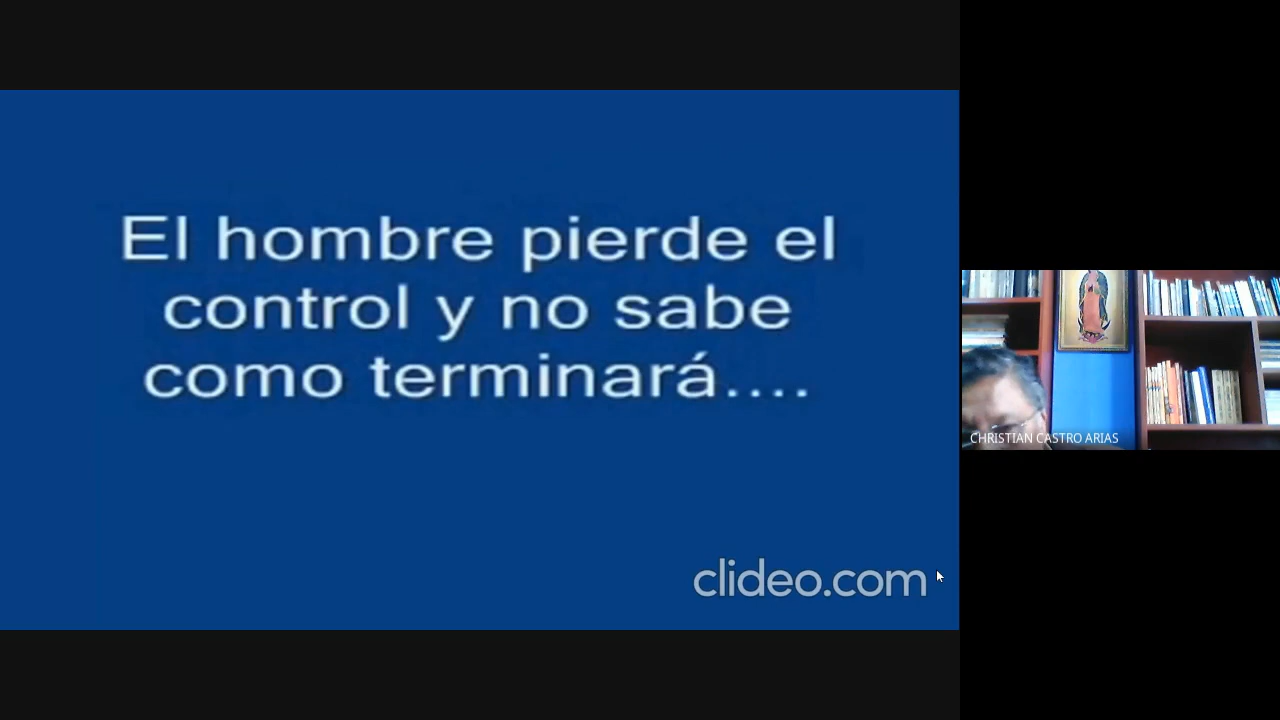 El hombre pierde el
control y no sabe
como terminará....
clideo.com
CHRISTIAN CASTRO ARIAS